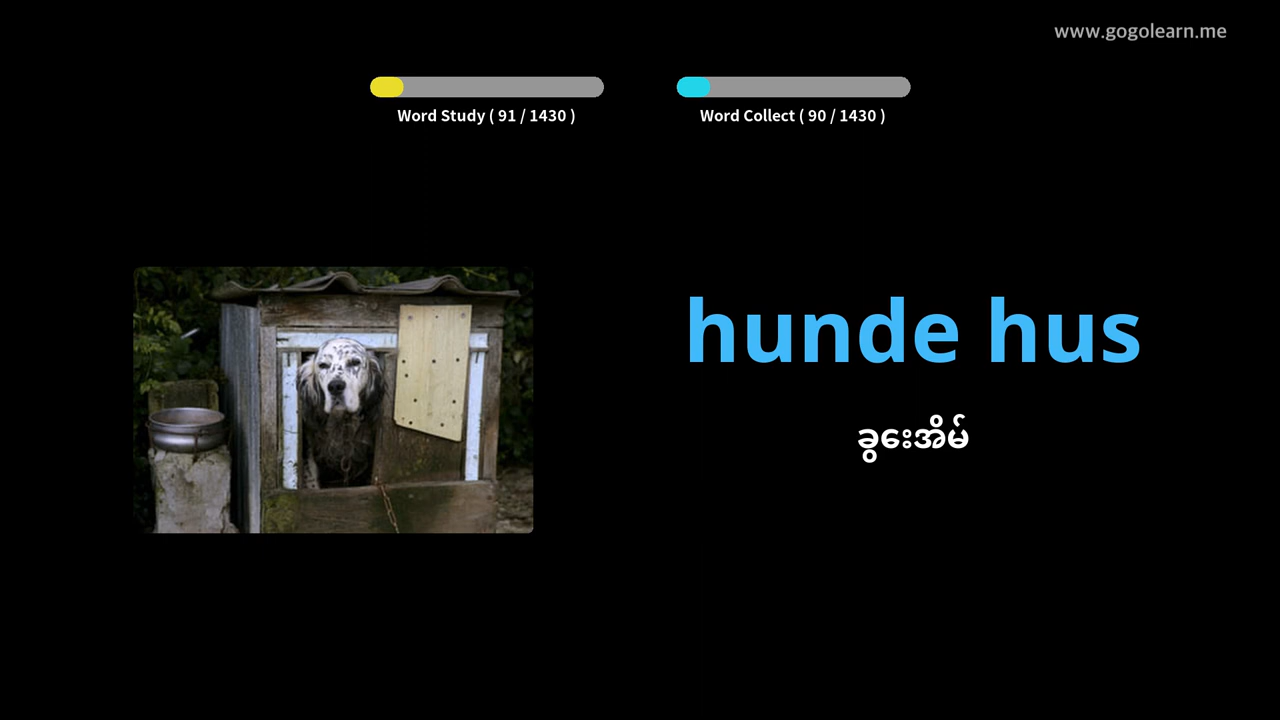 www.gogolearn.me
Word Study ( 91 / 1430 )
Word Collect ( 90 / 1430 )
hunde hus
ခွေးအိမ်